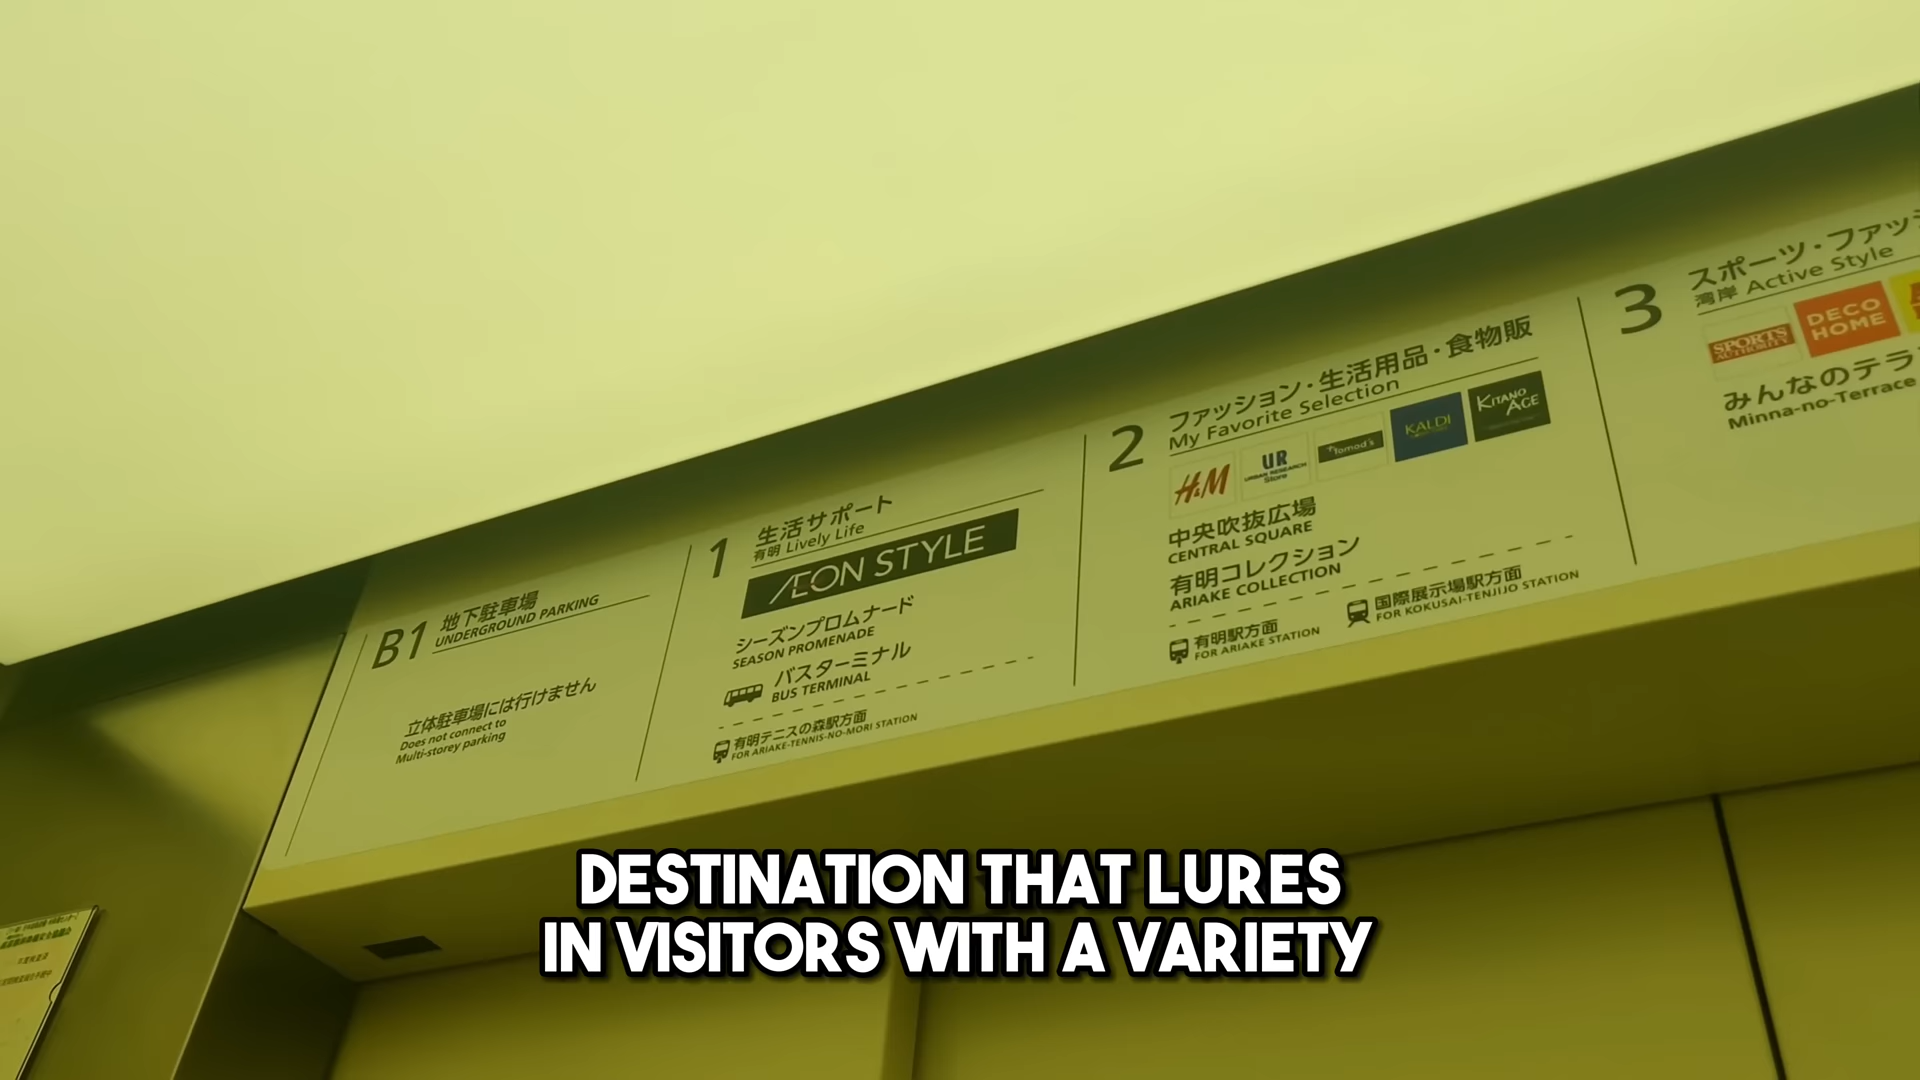 B1
地下駐車場
UNDERGROUND PARKING
立体駐車場には行けません
Does not connect to
Multi-storey parking
1
生活サポート
有明 Lively Life
ÆON STYLE
シーズンプロムナード
SEASON PROMENADE
バスターミナル
BUS TERMINAL
有明テニスの森駅方面
FOR ARIAKE-TENNIS-NO-MORI STATION
2
ファッション・生活用品・食物販
My Favorite Selection
H&M
UR
URBAN RESEARCH
Store
Tomod's
KALDI
KITANO
ACE
中央吹抜広場
CENTRAL SQUARE
有明コレクション
ARIAKE COLLECTION
有明駅方面
FOR ARIAKE STATION
国際展示場駅方面
FOR KOKUSAI-TENJIJO STATION
3
スポーツ・ファッシ
湾岸 Active Style
SPORTS
AUTHORITY
DECO
HOME
みんなのテラ
Minna-no-Terrace
DESTINATION THAT LURES
IN VISITORS WITH A VARIETY